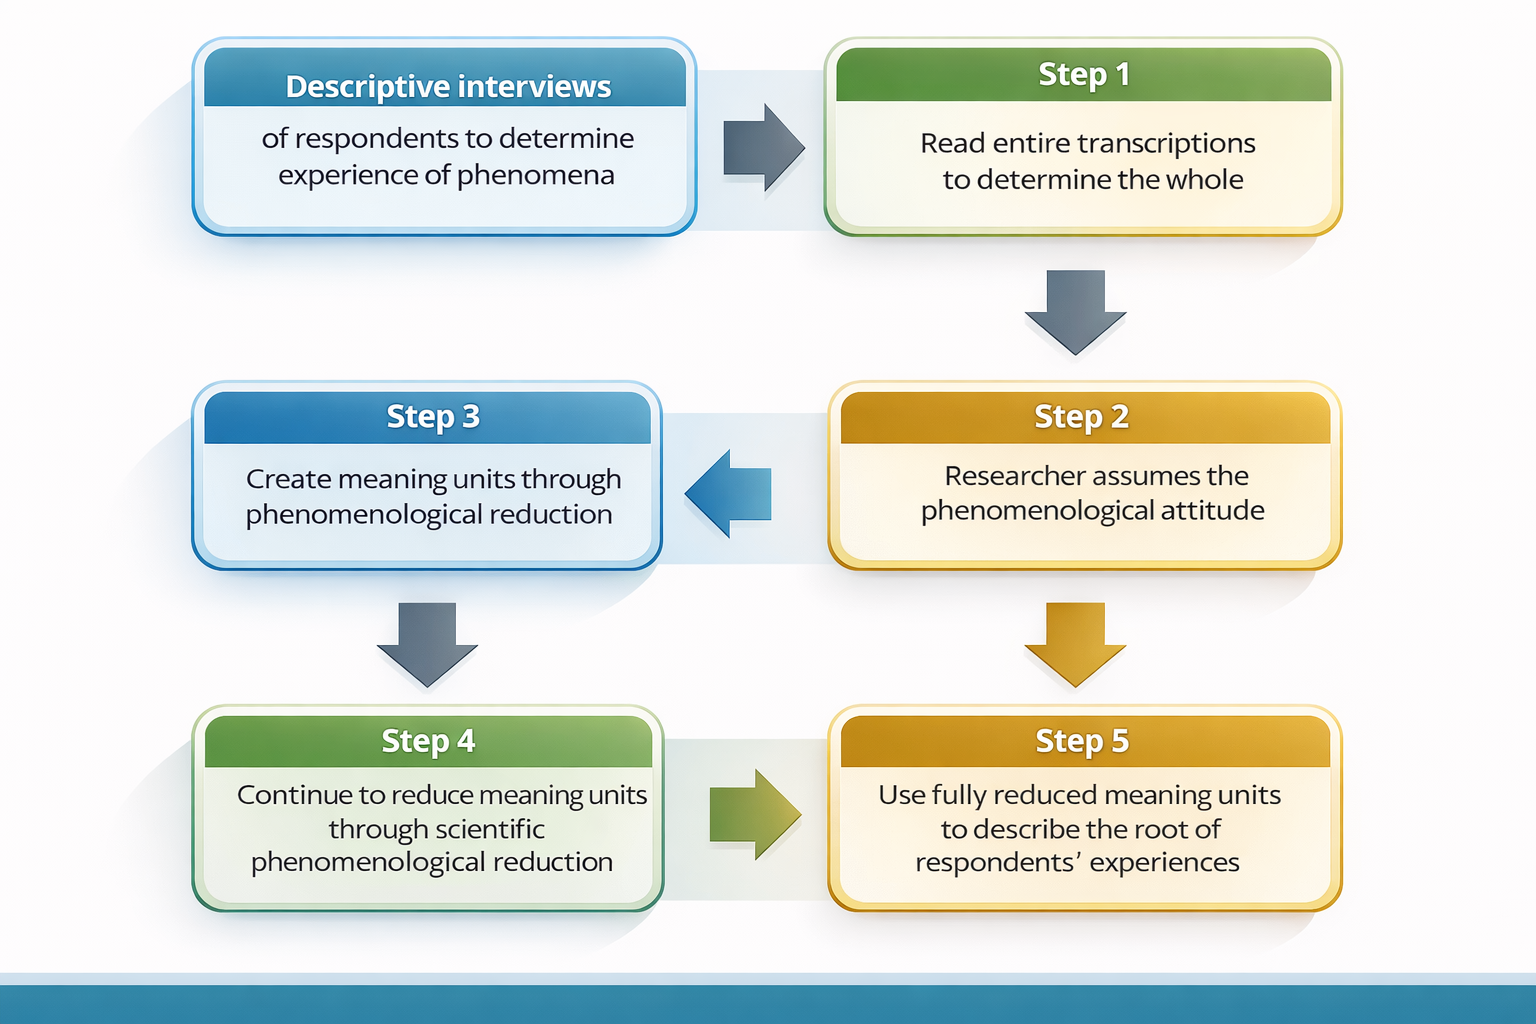 Descriptive interviews
of respondents to determine
experience of phenomena
Step 1
Read entire transcriptions
to determine the whole
Step 2
Researcher assumes the
phenomenological attitude
Step 3
Create meaning units through
phenomenological reduction
Step 4
Continue to reduce meaning units
through scientific
phenomenological reduction
Step 5
Use fully reduced meaning units
to describe the root of
respondents’ experiences